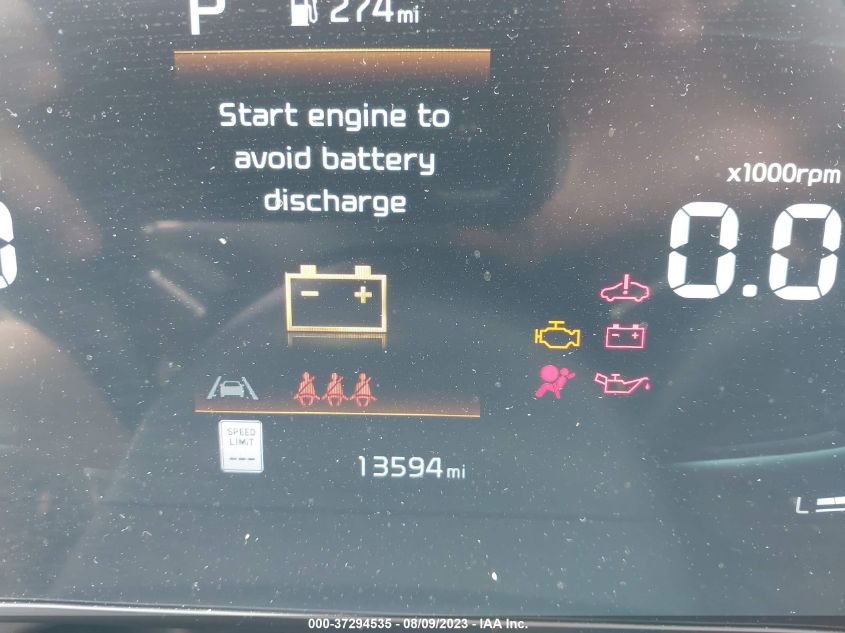 P 274mi
Start engine to
avoid battery
discharge
x1000rpm
0.0
SPEED
LIMIT
---
13594mi
L
000-37294535 - 08/09/2023 - IAA Inc.